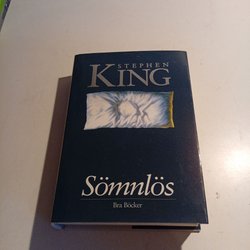 STEPHEN
KING
Sömnlös
Bra Böcker